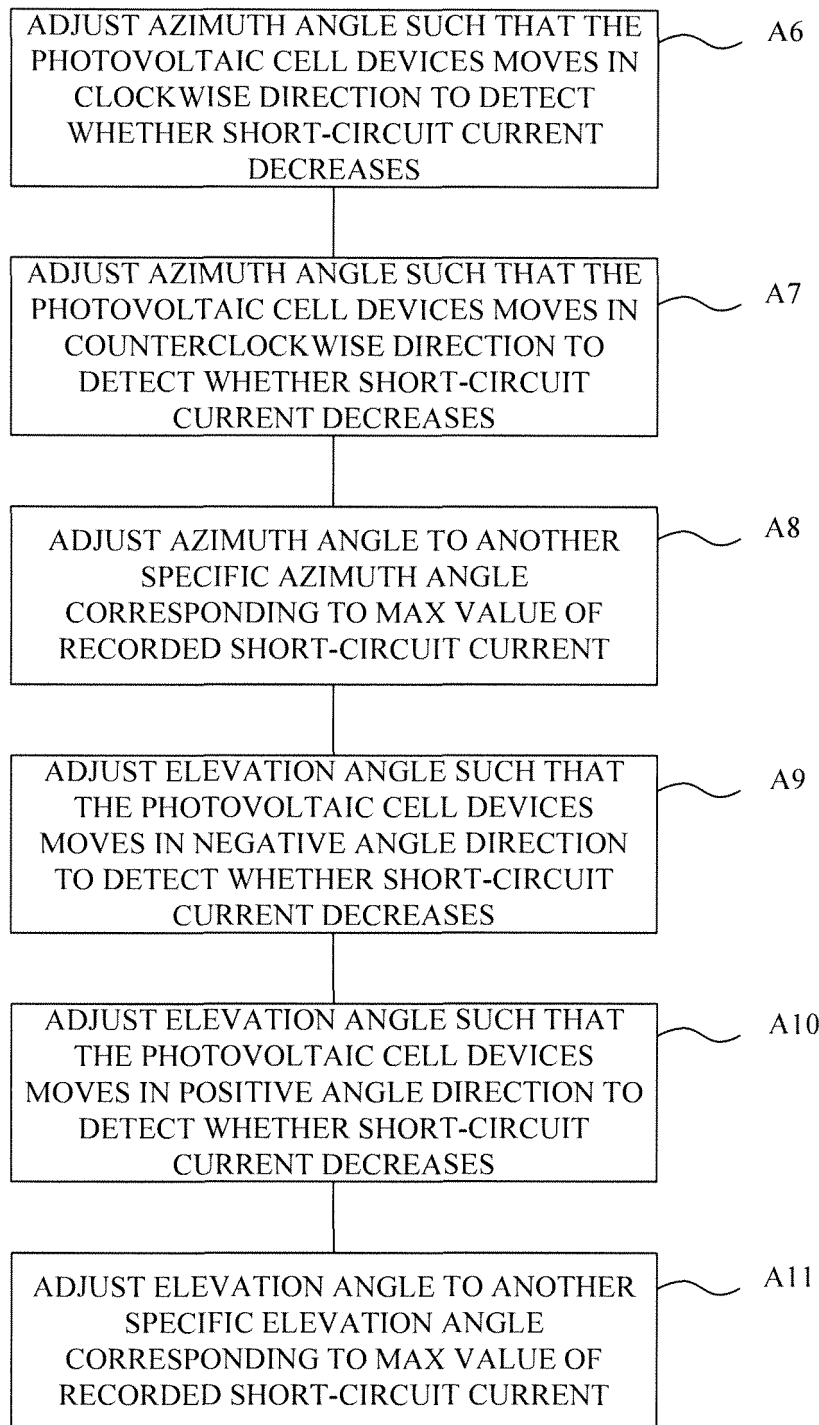 ADJUST AZIMUTH ANGLE SUCH THAT THE
PHOTOVOLTAIC CELL DEVICES MOVES IN
CLOCKWISE DIRECTION TO DETECT
WHETHER SHORT-CIRCUIT CURRENT
DECREASES
A6
ADJUST AZIMUTH ANGLE SUCH THAT THE
PHOTOVOLTAIC CELL DEVICES MOVES IN
COUNTERCLOCKWISE DIRECTION TO
DETECT WHETHER SHORT-CIRCUIT
CURRENT DECREASES
A7
ADJUST AZIMUTH ANGLE TO ANOTHER
SPECIFIC AZIMUTH ANGLE
CORRESPONDING TO MAX VALUE OF
RECORDED SHORT-CIRCUIT CURRENT
A8
ADJUST ELEVATION ANGLE SUCH THAT
THE PHOTOVOLTAIC CELL DEVICES
MOVES IN NEGATIVE ANGLE DIRECTION
TO DETECT WHETHER SHORT-CIRCUIT
CURRENT DECREASES
A9
ADJUST ELEVATION ANGLE SUCH THAT
THE PHOTOVOLTAIC CELL DEVICES
MOVES IN POSITIVE ANGLE DIRECTION TO
DETECT WHETHER SHORT-CIRCUIT
CURRENT DECREASES
A10
ADJUST ELEVATION ANGLE TO ANOTHER
SPECIFIC ELEVATION ANGLE
CORRESPONDING TO MAX VALUE OF
RECORDED SHORT-CIRCUIT CURRENT
A11